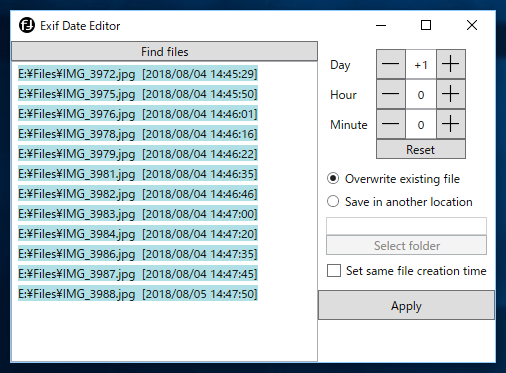 Exif Date Editor
Find files
E:¥Files¥IMG_3972.jpg [2018/08/04 14:45:29]
E:¥Files¥IMG_3975.jpg [2018/08/04 14:45:50]
E:¥Files¥IMG_3976.jpg [2018/08/04 14:46:01]
E:¥Files¥IMG_3978.jpg [2018/08/04 14:46:16]
E:¥Files¥IMG_3979.jpg [2018/08/04 14:46:22]
E:¥Files¥IMG_3981.jpg [2018/08/04 14:46:35]
E:¥Files¥IMG_3982.jpg [2018/08/04 14:46:46]
E:¥Files¥IMG_3983.jpg [2018/08/04 14:47:00]
E:¥Files¥IMG_3984.jpg [2018/08/04 14:47:20]
E:¥Files¥IMG_3986.jpg [2018/08/04 14:47:35]
E:¥Files¥IMG_3987.jpg [2018/08/04 14:47:45]
E:¥Files¥IMG_3988.jpg [2018/08/05 14:47:50]
Day +1
Hour 0
Minute 0
Reset
Overwrite existing file
Save in another location
Select folder
Set same file creation time
Apply